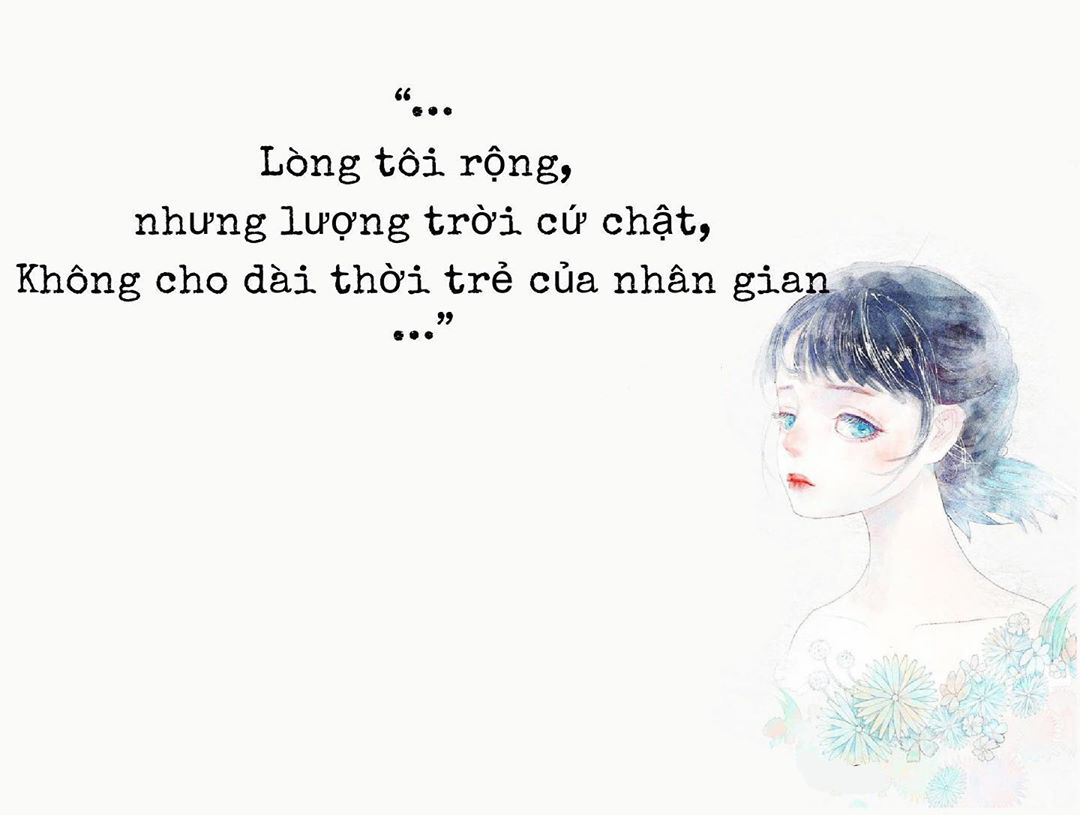 “...
Lòng tôi rộng,
nhưng lượng trời cứ chật,
Không cho dài thời trẻ của nhân gian
...”